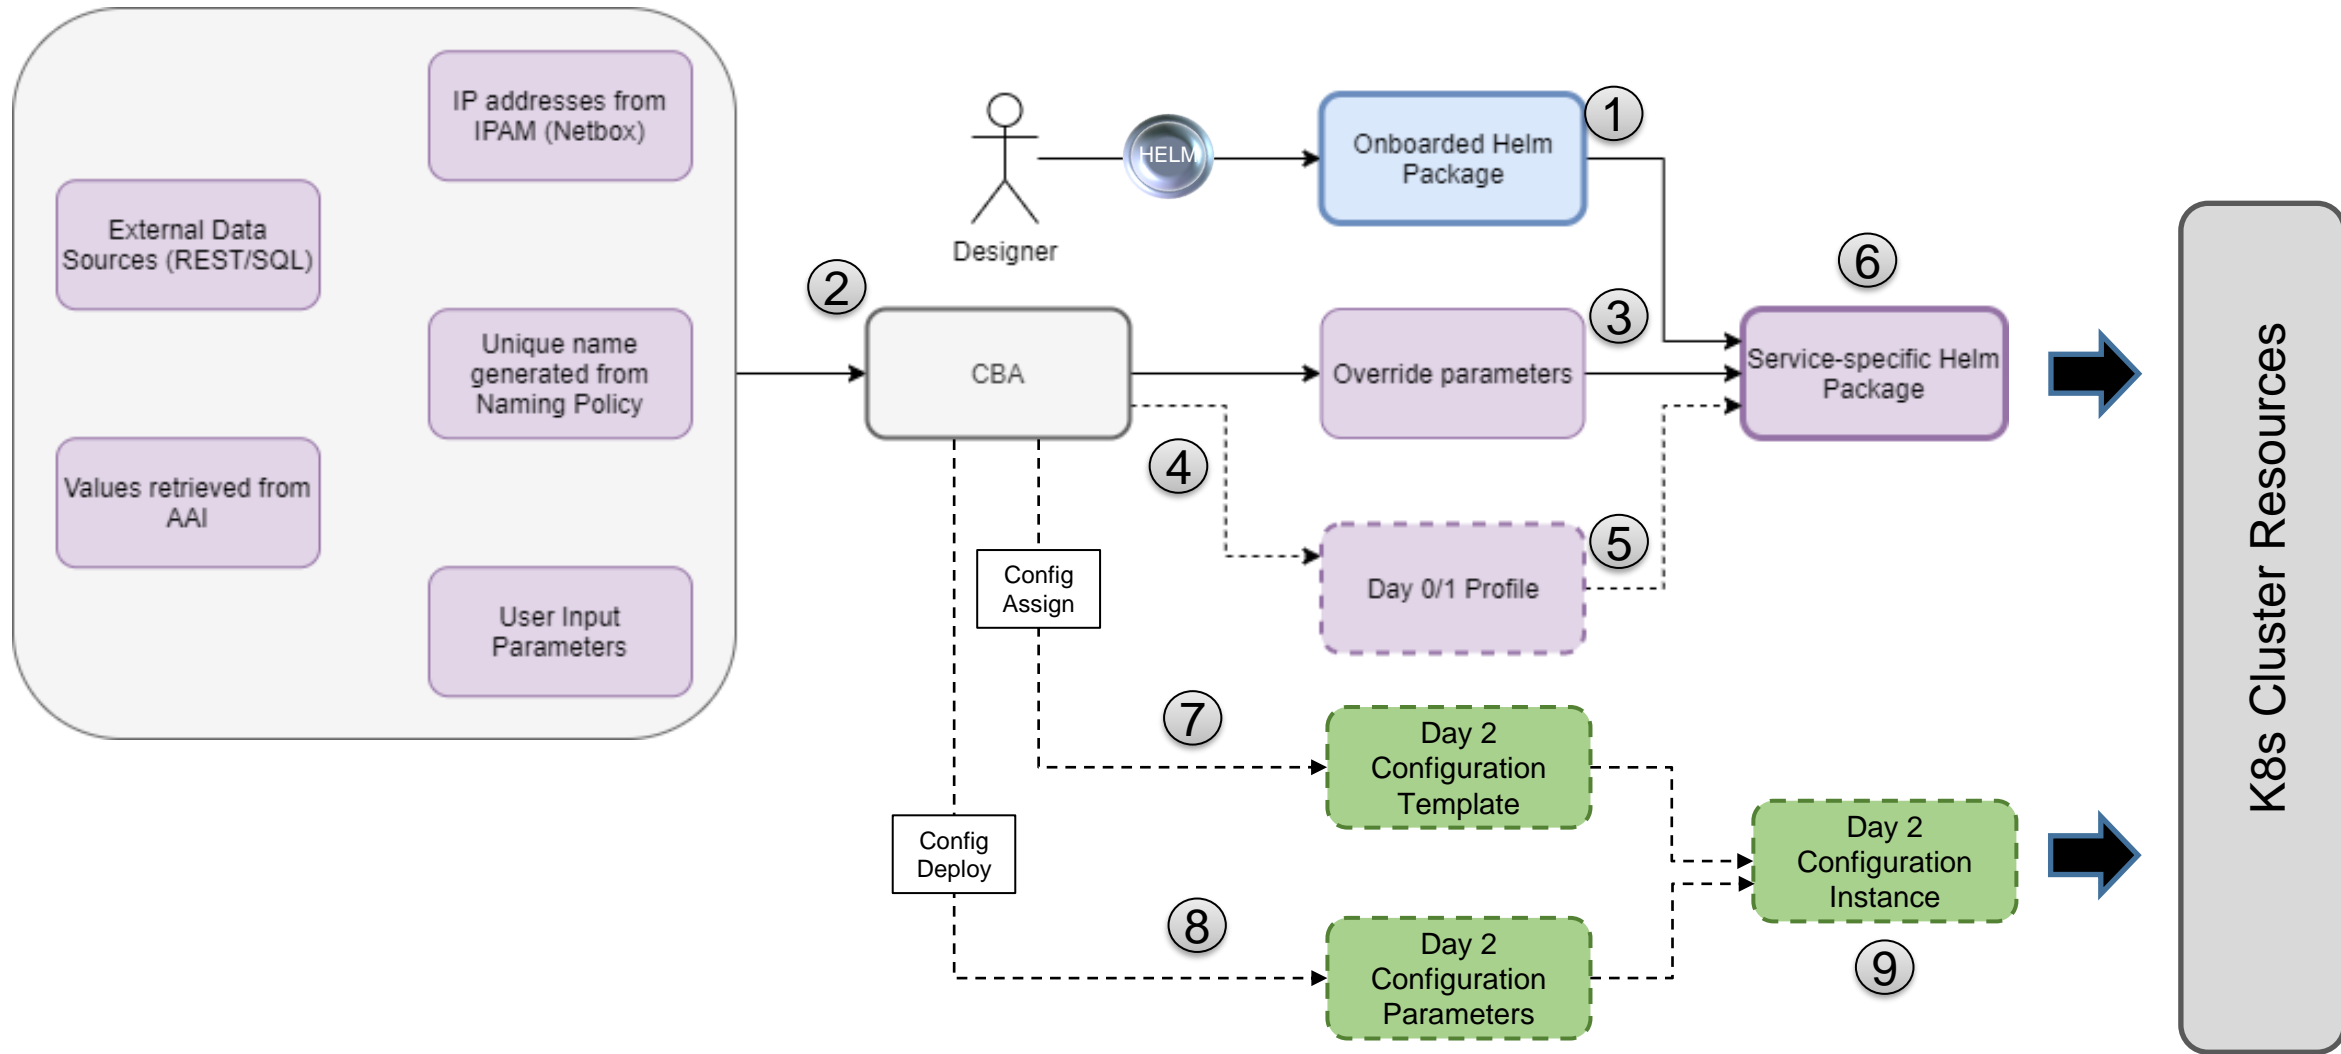 IP addresses from
IPAM (Netbox)
External Data
Sources (REST/SQL)
Unique name
generated from
Naming Policy
Values retrieved from
AAI
User Input
Parameters
HELM
Designer
Onboarded Helm
Package
1
2
CBA
Override parameters
3
6
Service-specific Helm
Package
4
Config
Assign
Day 0/1 Profile
5
7
Day 2
Configuration
Template
Config
Deploy
8
Day 2
Configuration
Parameters
Day 2
Configuration
Instance
9
K8s Cluster Resources